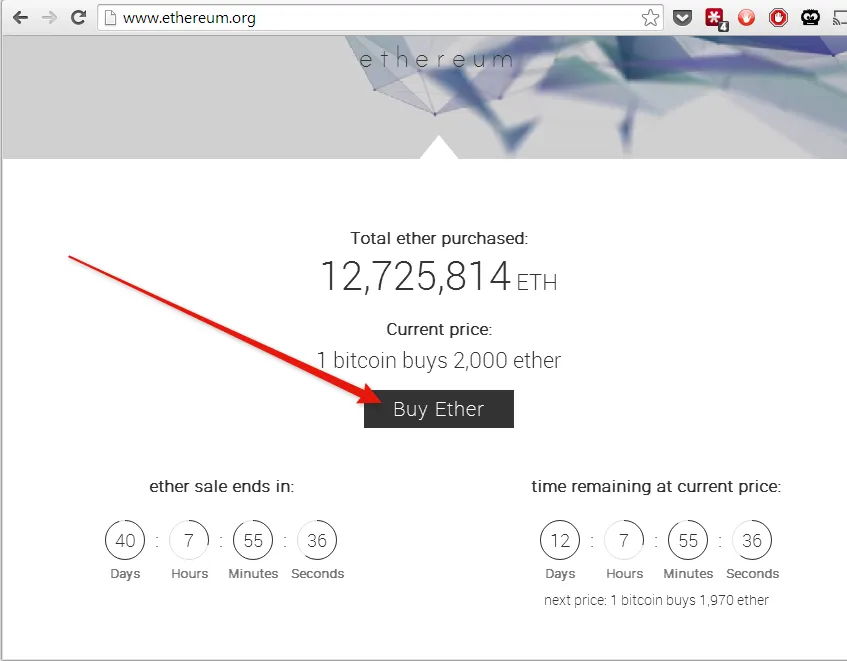 www.ethereum.org
4
ethereum
Total ether purchased:
12,725,814 ETH
Current price:
1 bitcoin buys 2,000 ether
Buy Ether
ether sale ends in:
40 : 7 : 55 : 36
Days Hours Minutes Seconds
time remaining at current price:
12 : 7 : 55 : 36
Days Hours Minutes Seconds
next price: 1 bitcoin buys 1,970 ether